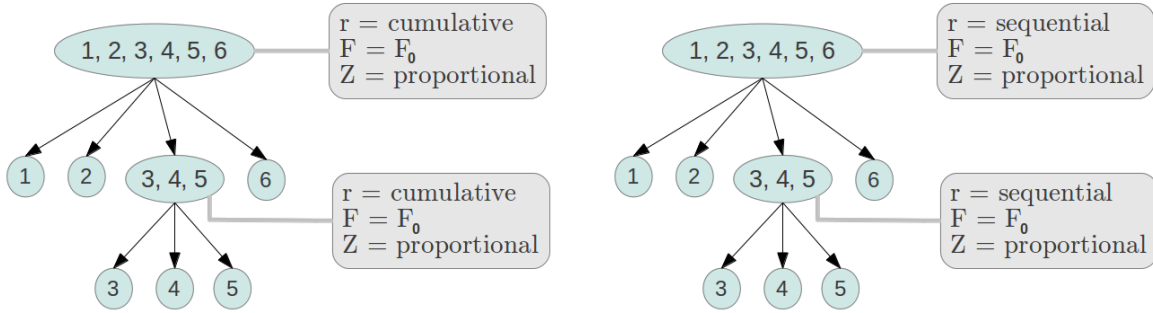 1, 2, 3, 4, 5, 6
r = cumulative
F = F₀
Z = proportional
1
2
3, 4, 5
6
r = cumulative
F = F₀
Z = proportional
3
4
5
1, 2, 3, 4, 5, 6
r = sequential
F = F₀
Z = proportional
1
2
3, 4, 5
6
r = sequential
F = F₀
Z = proportional
3
4
5